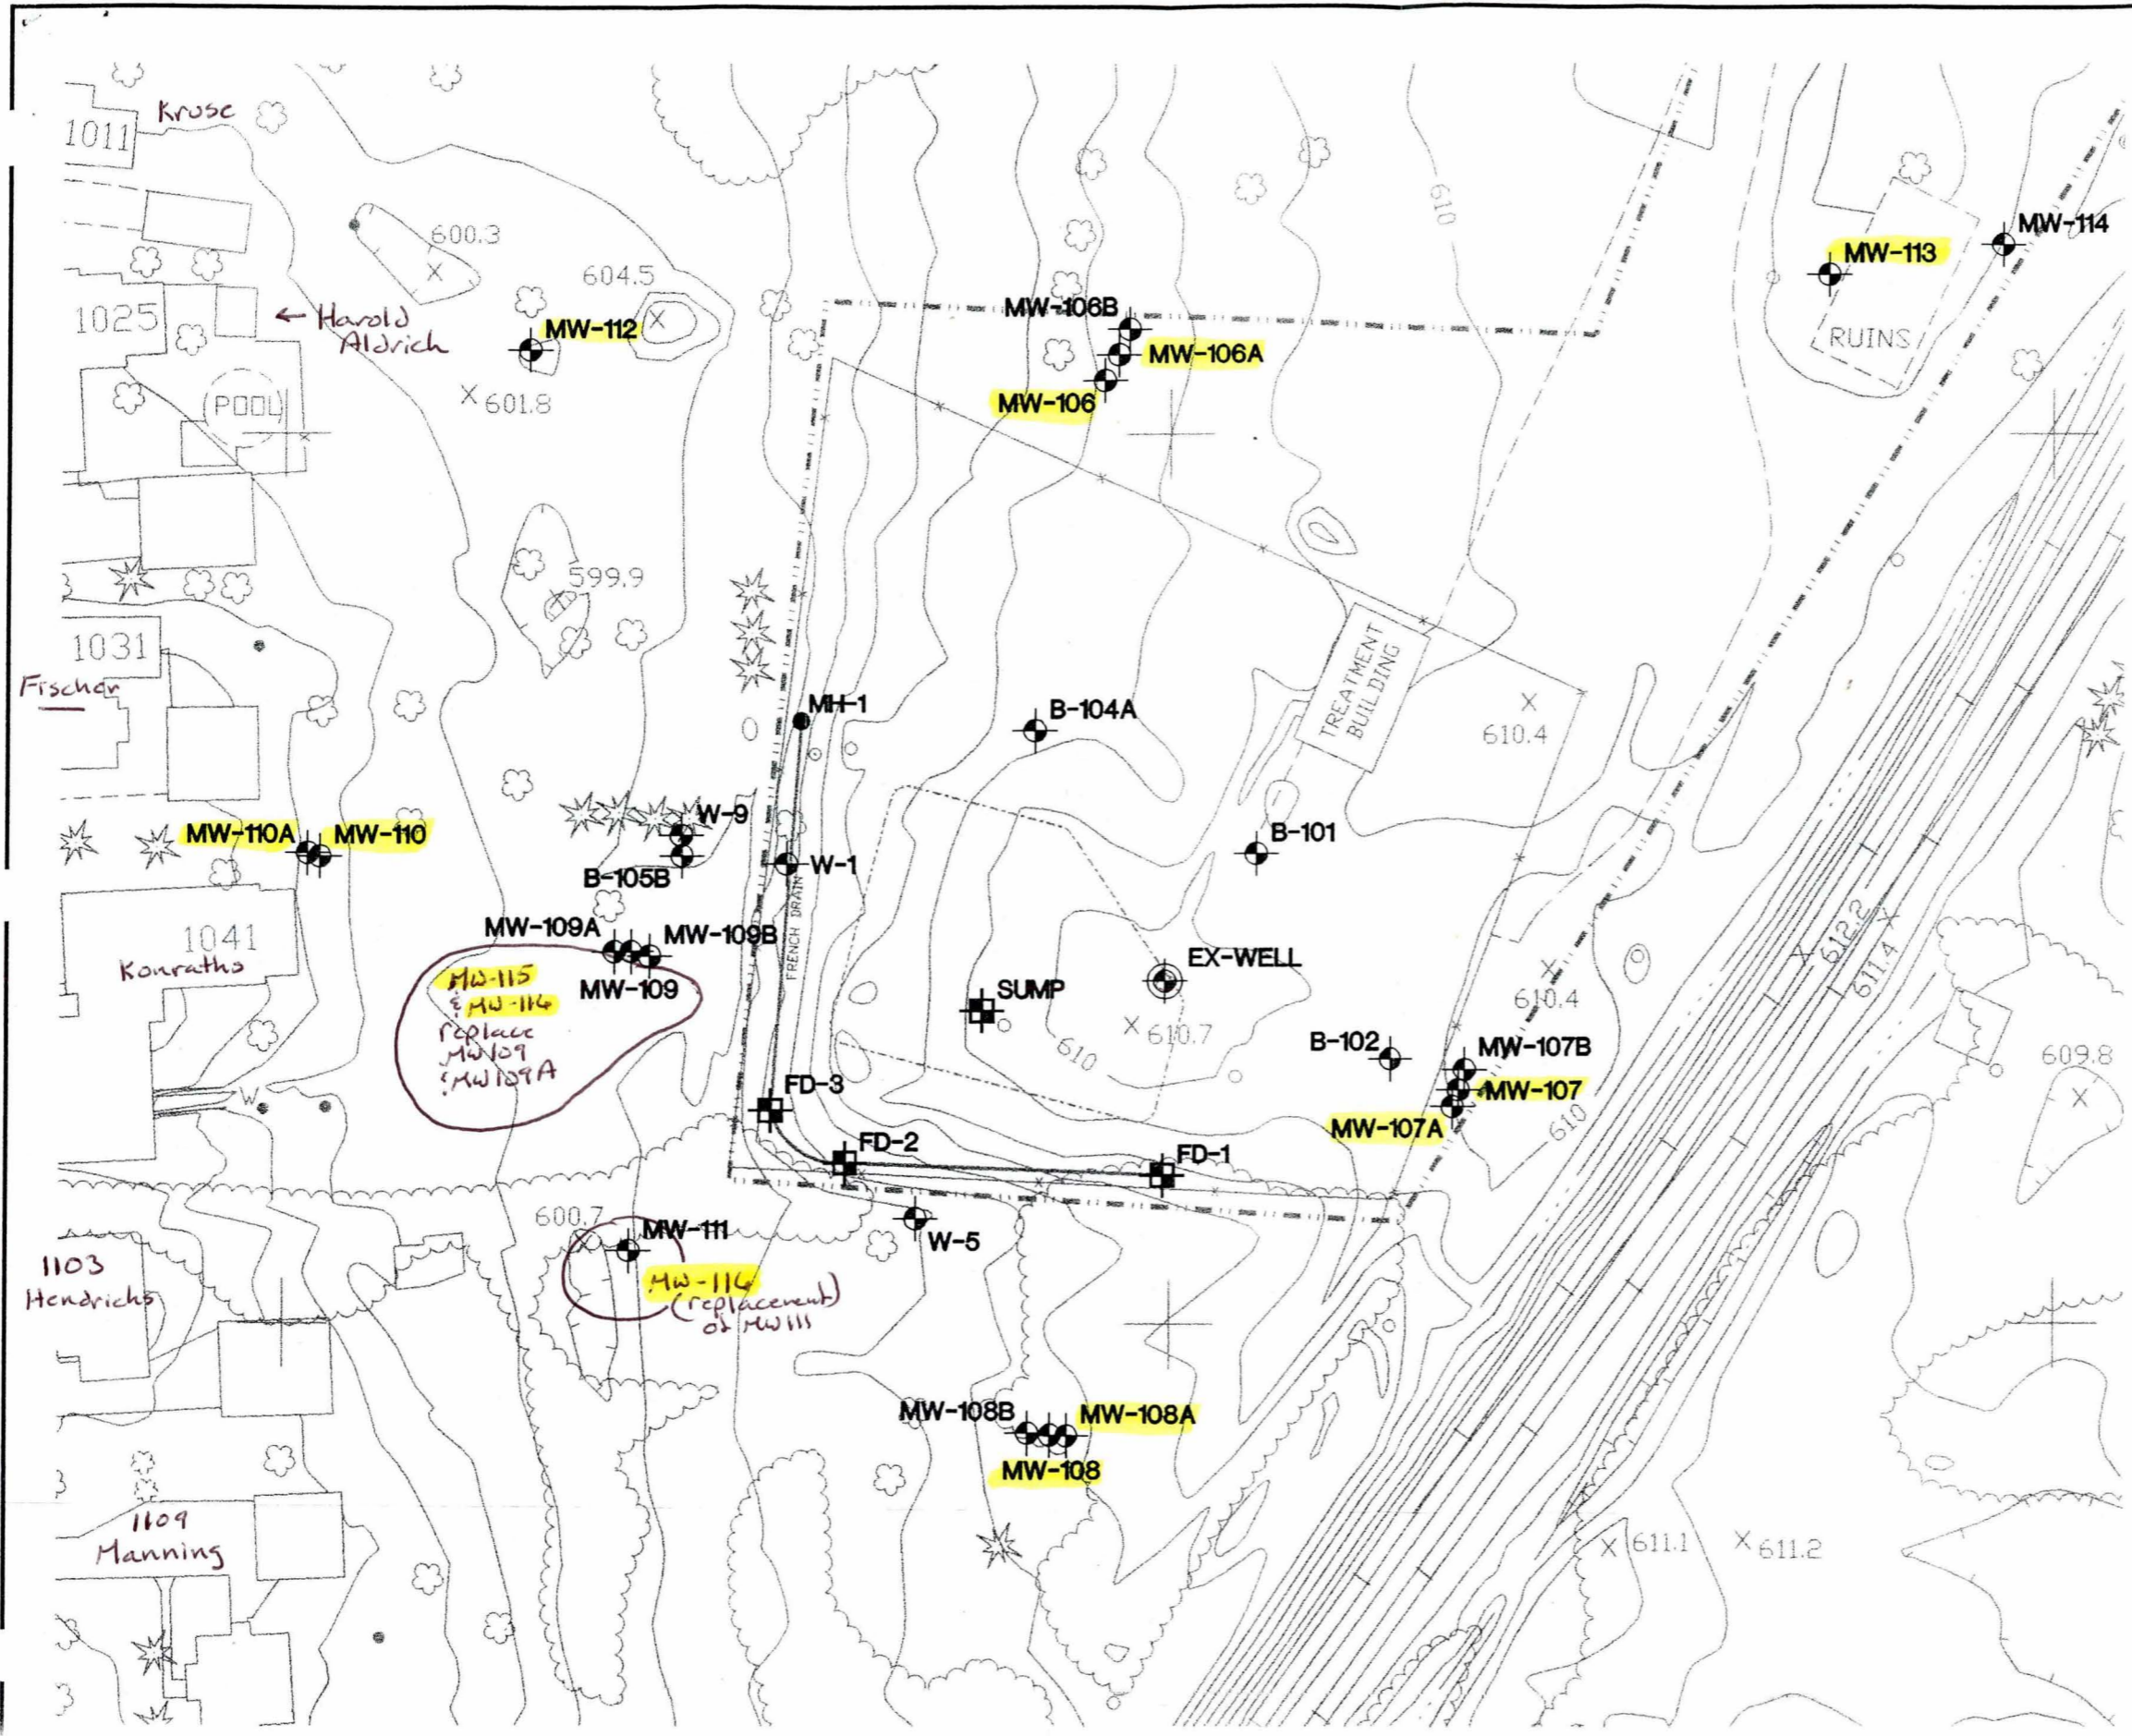 Kruse
1011
600.3
604.5
1025
← Harold
Aldrich
MW-112
601.8
POOL
MW-106B
MW-106A
MW-106
610
MW-114
MW-113
RUINS
599.9
1031
Fischer
MH-1
B-104A
TREATMENT
BUILDING
610.4
W-9
MW-110A
MW-110
B-105B
W-1
B-101
FRENCH DRAIN
1041
Konraths
MW-109A
MW-109B
MW-109
MW-115
& MW-116
replace
MW109
& MW109A
EX-WELL
SUMP
610.7
610
610.4
612.2
611.4
B-102
MW-107B
MW-107
MW-107A
610
609.8
W
FD-3
FD-2
FD-1
600.7
MW-111
W-5
1103
Hendrichs
MW-116
(replacement)
of MW111
MW-108B
MW-108A
MW-108
1109
Manning
611.1
611.2